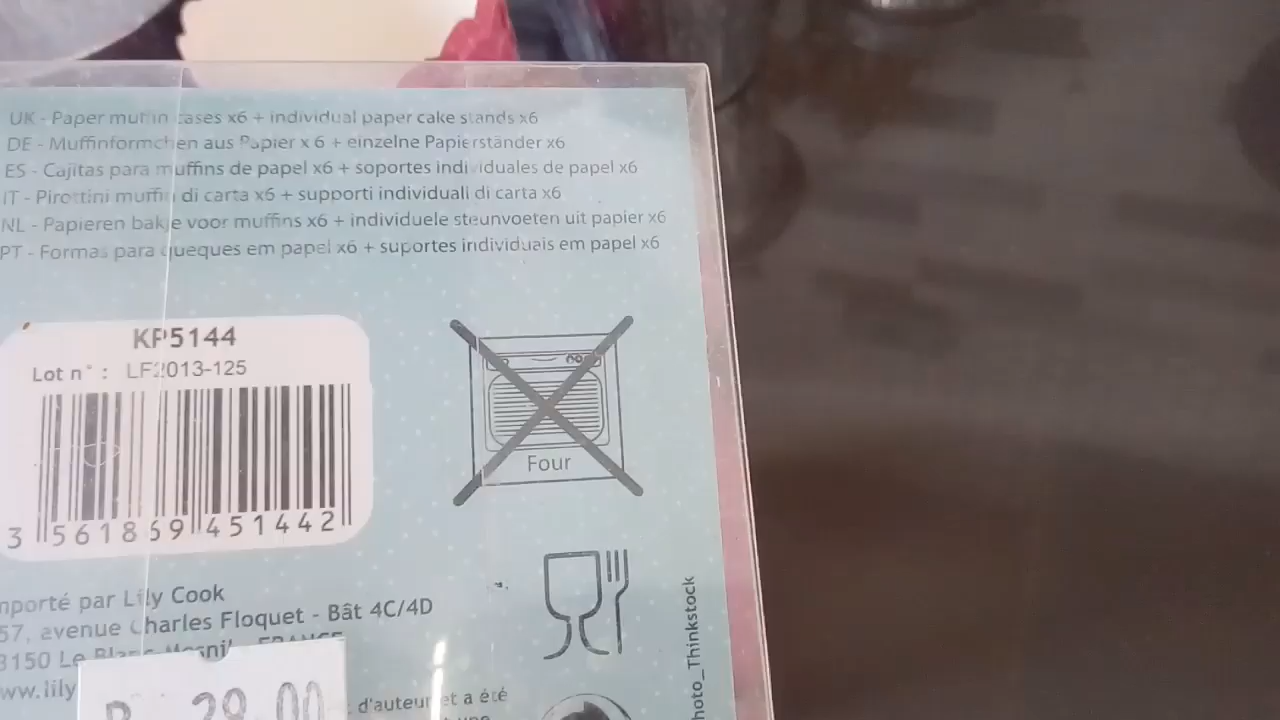 UK - Paper muffin cases x6 + individual paper cake stands x6
DE - Muffinformchen aus Papier x 6 + einzelne Papierständer x6
ES - Cajitas para muffins de papel x6 + soportes individuales de papel x6
IT - Pirottini muffin di carta x6 + supporti individuali di carta x6
NL - Papieren bakje voor muffins x6 + individuele steunvoeten uit papier x6
PT - Formas para queques em papel x6 + suportes individuais em papel x6
KP5144
Lot n° : LF2013-125
3 561869 451442
Four
mporté par Lily Cook
57, avenue Charles Floquet - Bât 4C/4D
3150 Le Blanc Mesnil - FRANCE
ww.lily
R 29.00
d'auteur et a été
hoto_Thinkstock